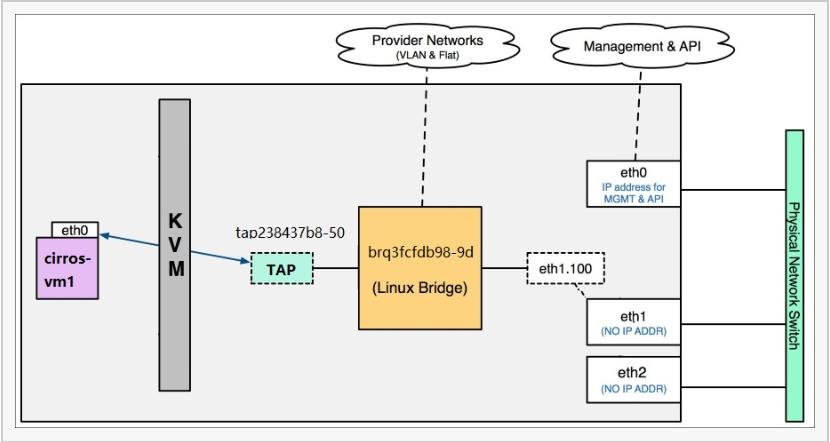 Provider Networks
(VLAN & Flat)
Management & API
eth0
IP address for
MGMT & API
K
V
M
tap238437b8-50
eth0
cirros-
vm1
TAP
brq3fcfdb98-9d
(Linux Bridge)
eth1.100
eth1
(NO IP ADDR)
eth2
(NO IP ADDR)
Physical Network Switch